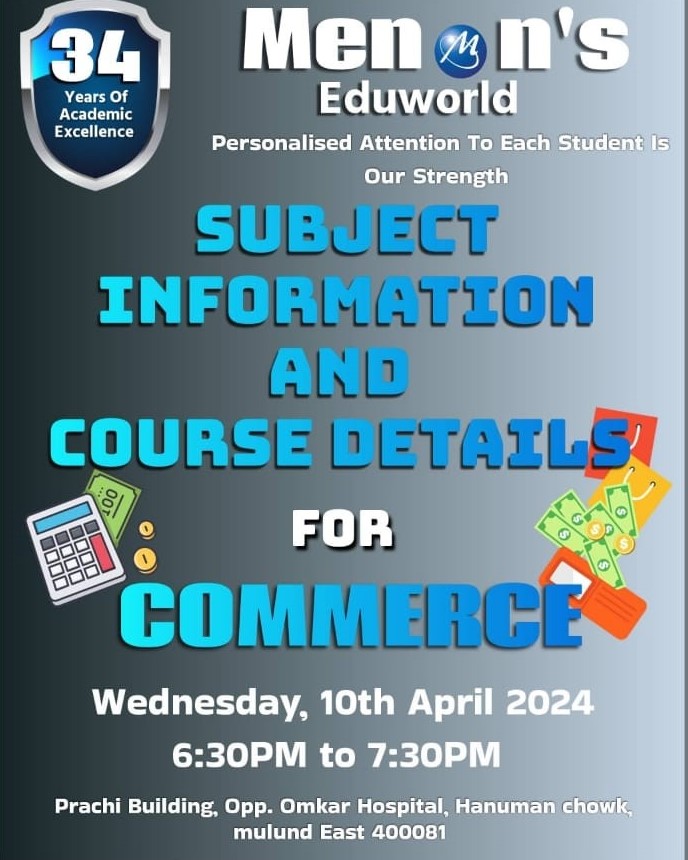 34
Years Of
Academic
Excellence
Menon's
Eduworld
Personalised Attention To Each Student Is
Our Strength
SUBJECT
INFORMATION
AND
COURSE DETAILS
FOR
100
COMMERCE
Wednesday, 10th April 2024
6:30PM to 7:30PM
Prachi Building, Opp. Omkar Hospital, Hanuman chowk,
mulund East 400081